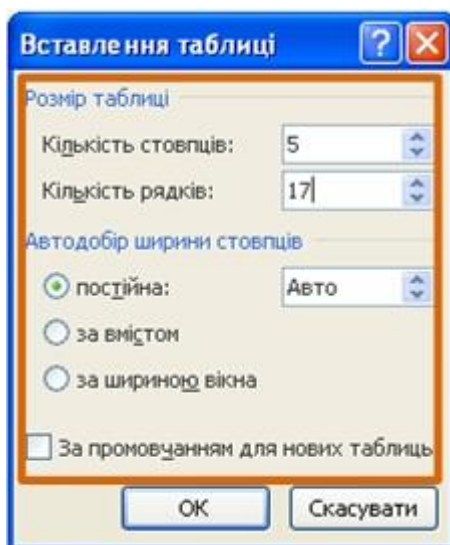 Вставлення таблиці
Розмір таблиці
Кількість стовпців: 5
Кількість рядків: 17
Автодобір ширини стовпців
постійна: Авто
за вмістом
за шириною вікна
За промовчанням для нових таблиць
ОК Скасувати